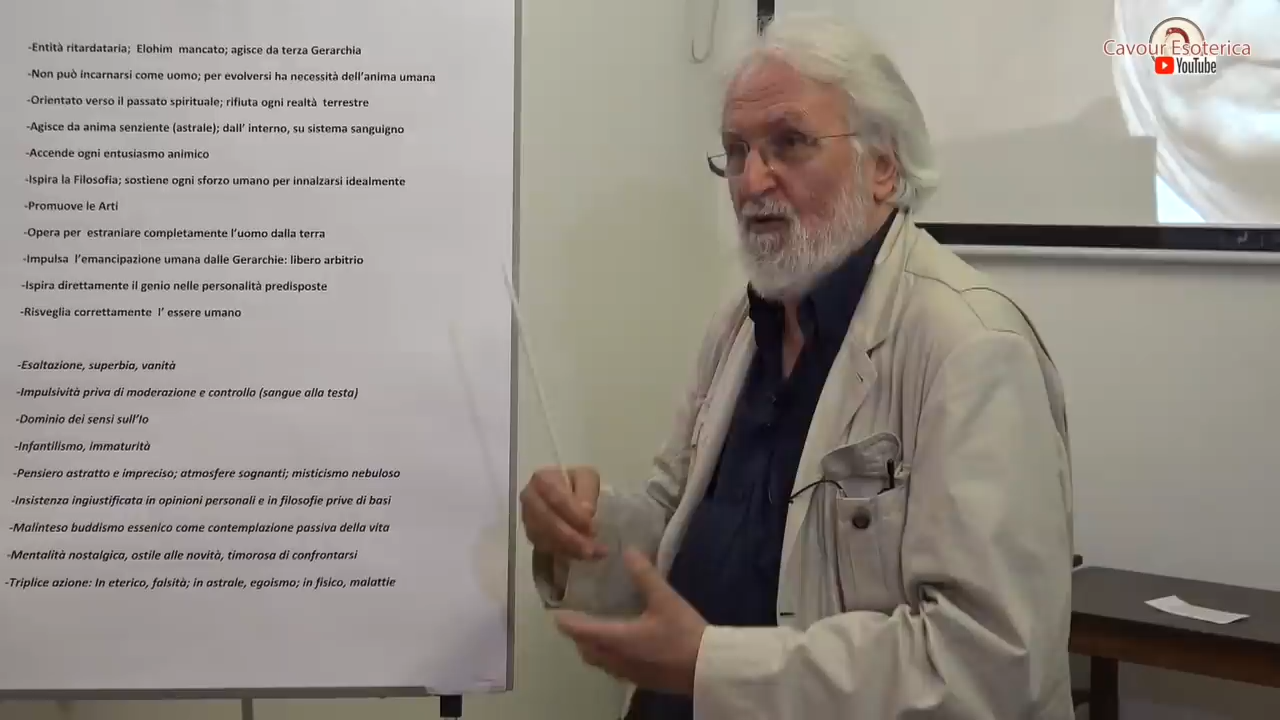 -Entità ritardataria; Elohim mancato; agisce da terza Gerarchia
-Non può incarnarsi come uomo; per evolversi ha necessità dell'anima umana
-Orientato verso il passato spirituale; rifiuta ogni realtà terrestre
-Agisce da anima senziente (astrale); dall' interno, su sistema sanguigno
-Accende ogni entusiasmo animico
-Ispira la Filosofia; sostiene ogni sforzo umano per innalzarsi idealmente
-Promuove le Arti
-Opera per estraniare completamente l'uomo dalla terra
-Impulsa l'emancipazione umana dalle Gerarchie: libero arbitrio
-Ispira direttamente il genio nelle personalità predisposte
-Risveglia correttamente l' essere umano
-Esaltazione, superbia, vanità
-Impulsività priva di moderazione e controllo (sangue alla testa)
-Dominio dei sensi sull'Io
-Infantilismo, immaturità
-Pensiero astratto e impreciso; atmosfere sognanti; misticismo nebuloso
-Insistenza ingiustificata in opinioni personali e in filosofie prive di basi
-Malinteso buddismo essenico come contemplazione passiva della vita
-Mentalità nostalgica, ostile alle novità, timorosa di confrontarsi
-Triplice azione: In eterico, falsità; in astrale, egoismo; in fisico, malattie
Cavour Esoterica
YouTube